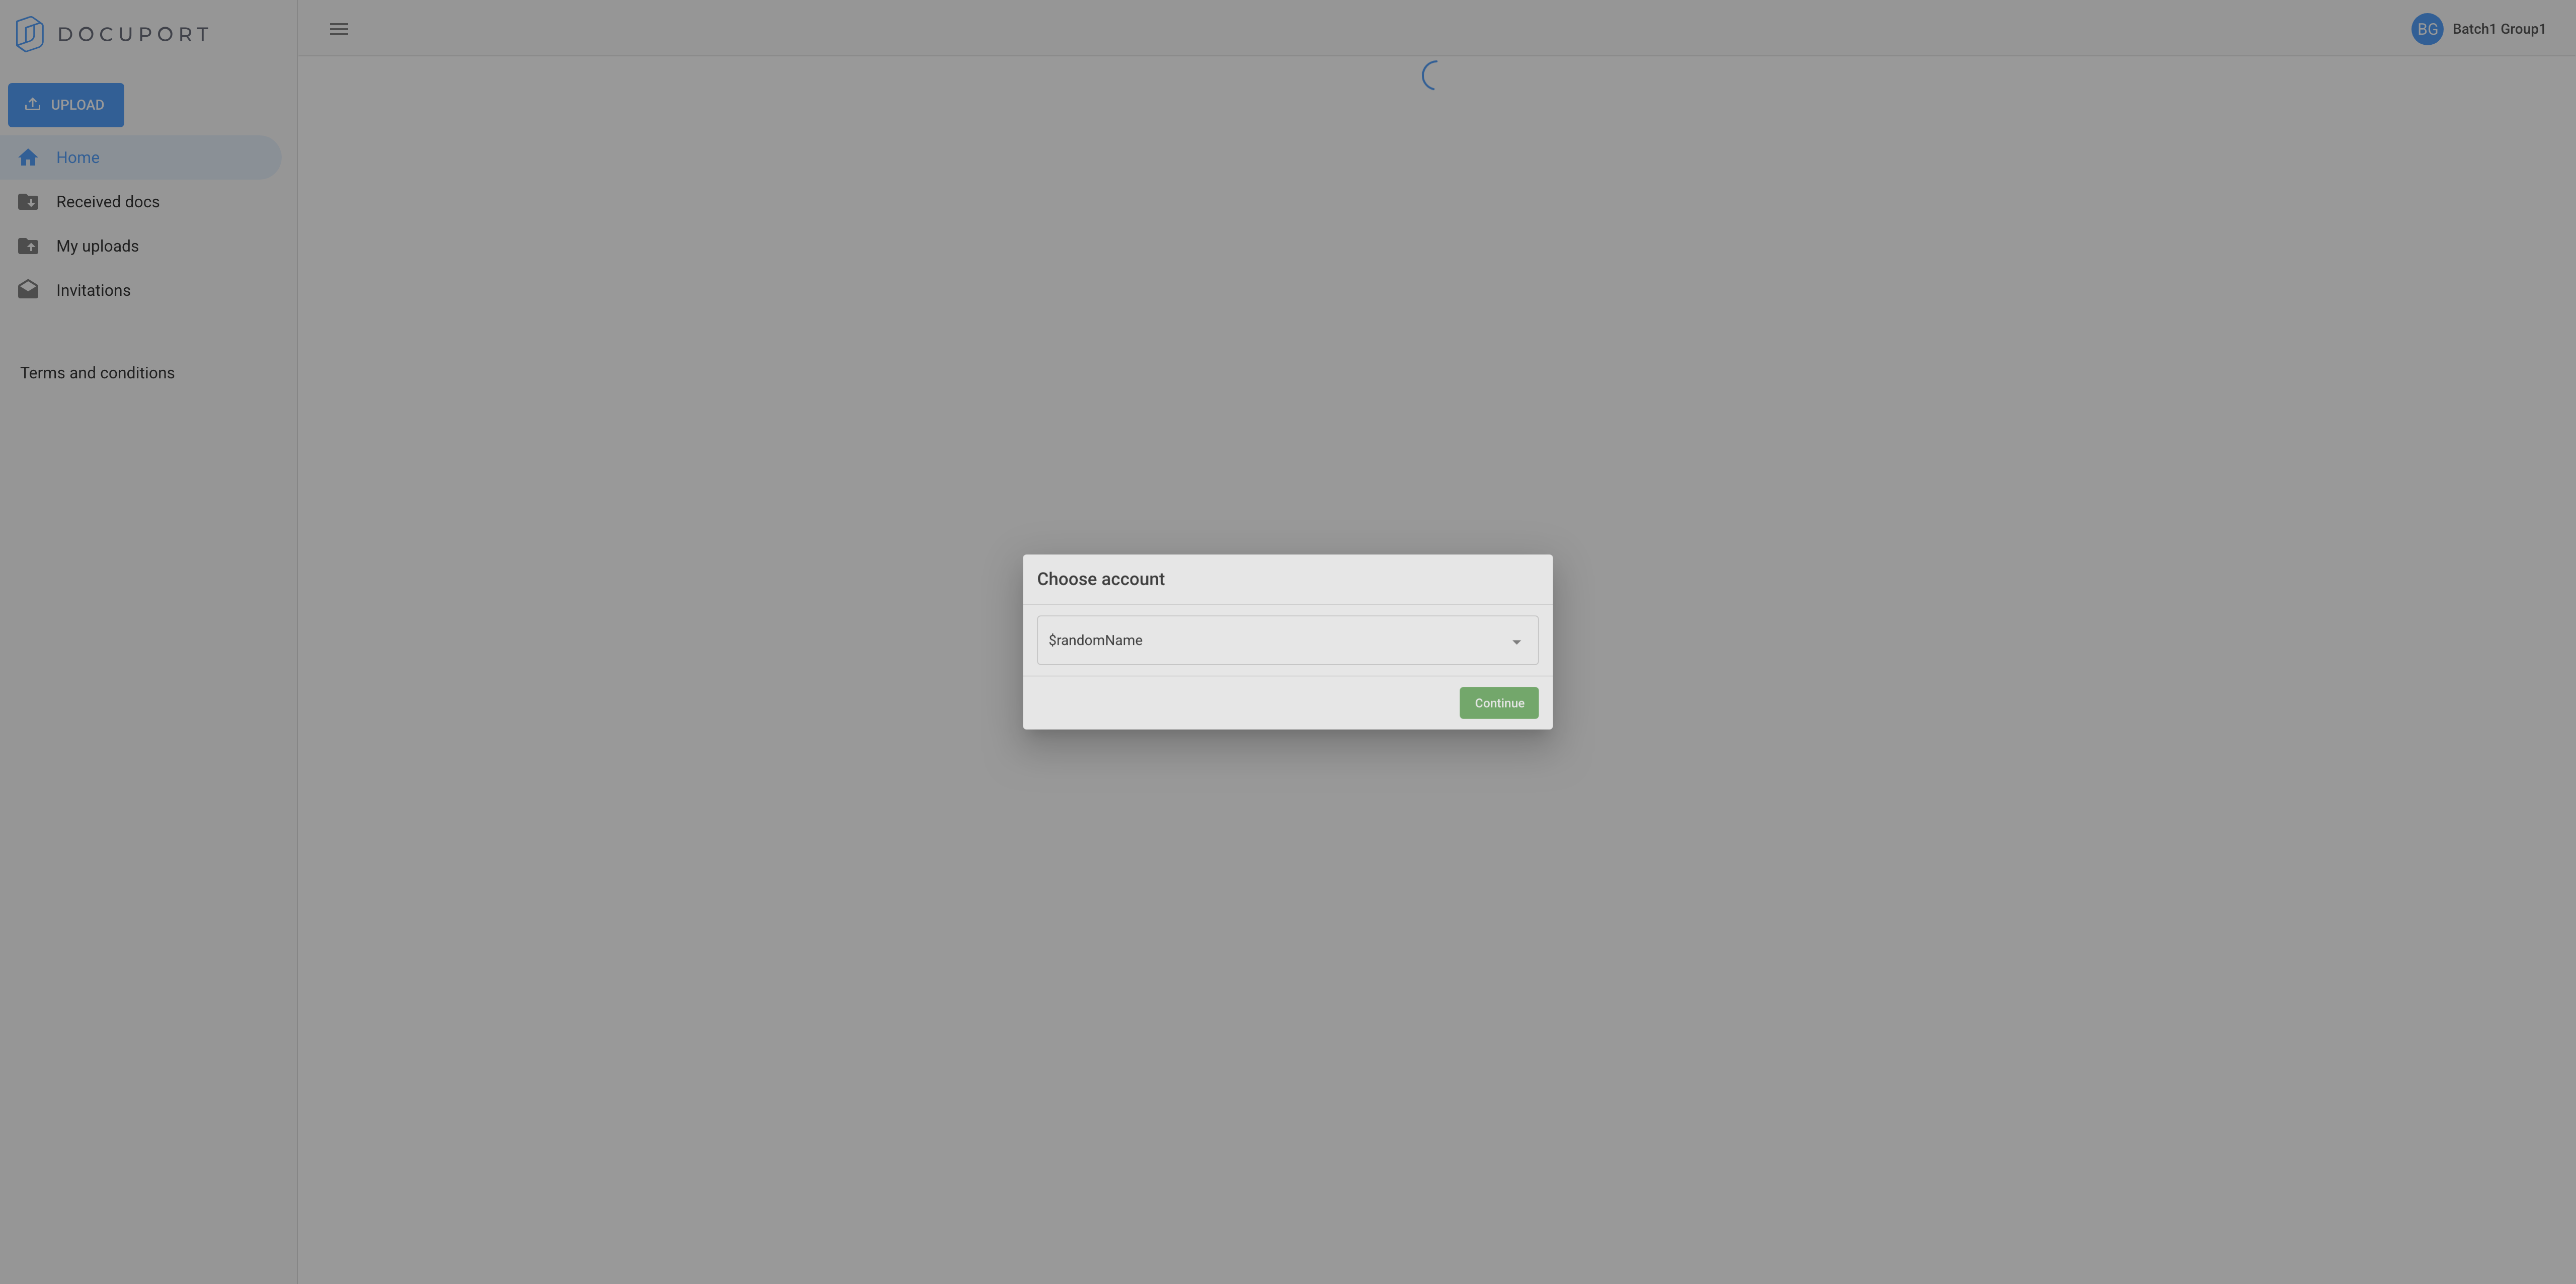 DOCUPORT
BG Batch1 Group1
UPLOAD
Home
Received docs
My uploads
Invitations
Terms and conditions
Choose account
$randomName
Continue